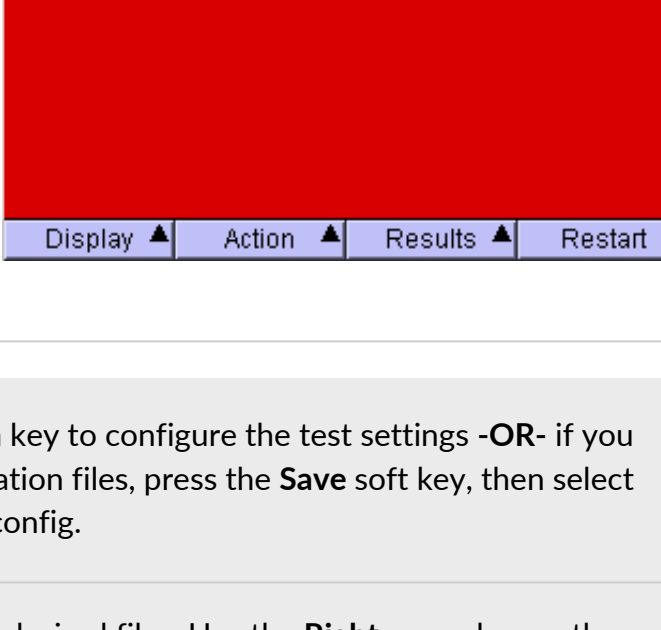 Display Action Results Restart
key to configure the test settings -OR- if you
files, press the Save soft key, then select
config.